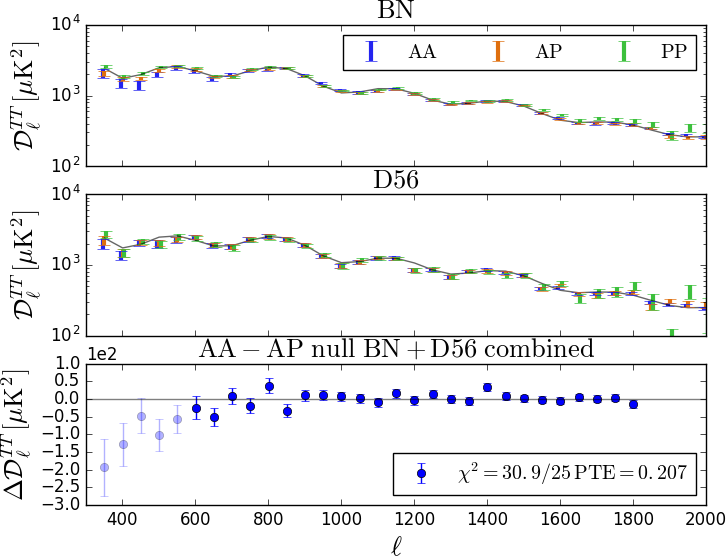 BN
10^4
10^3
10^2
D_ℓ^{TT} [μK^2]
AA AP PP
D56
10^4
10^3
10^2
D_ℓ^{TT} [μK^2]
AA − AP null BN + D56 combined
1e2
1.0
0.5
0.0
−0.5
−1.0
−1.5
−2.0
−2.5
−3.0
ΔD_ℓ^{TT} [μK^2]
χ^2 = 30.9/25 PTE = 0.207
400 600 800 1000 1200 1400 1600 1800 2000
ℓ